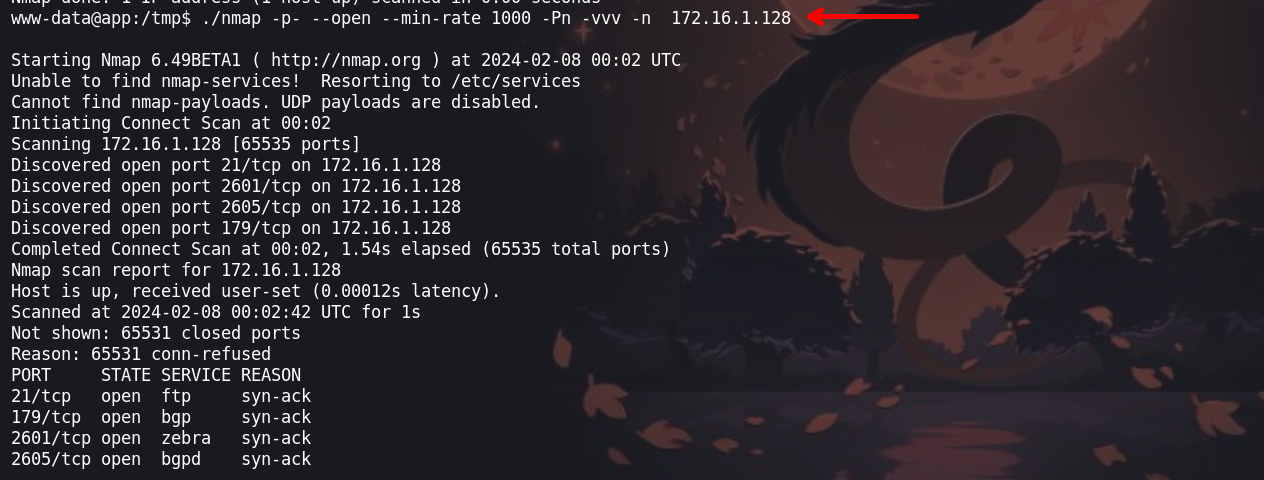 Nmap done: 1 IP address (1 host up) scanned in 0.00 seconds
www-data@app:/tmp$ ./nmap -p- --open --min-rate 1000 -Pn -vvv -n  172.16.1.128

Starting Nmap 6.49BETA1 ( http://nmap.org ) at 2024-02-08 00:02 UTC
Unable to find nmap-services!  Resorting to /etc/services
Cannot find nmap-payloads. UDP payloads are disabled.
Initiating Connect Scan at 00:02
Scanning 172.16.1.128 [65535 ports]
Discovered open port 21/tcp on 172.16.1.128
Discovered open port 2601/tcp on 172.16.1.128
Discovered open port 2605/tcp on 172.16.1.128
Discovered open port 179/tcp on 172.16.1.128
Completed Connect Scan at 00:02, 1.54s elapsed (65535 total ports)
Nmap scan report for 172.16.1.128
Host is up, received user-set (0.00012s latency).
Scanned at 2024-02-08 00:02:42 UTC for 1s
Not shown: 65531 closed ports
Reason: 65531 conn-refused
PORT     STATE SERVICE REASON
21/tcp   open  ftp     syn-ack
179/tcp  open  bgp     syn-ack
2601/tcp open  zebra   syn-ack
2605/tcp open  bgpd    syn-ack